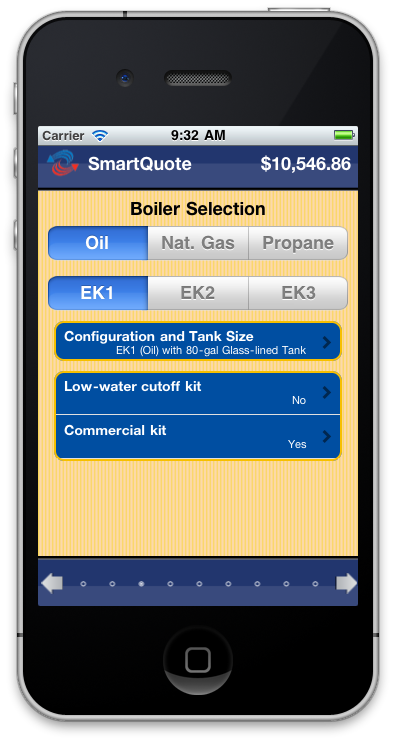 Carrier 9:32 AM
SmartQuote $10,546.86
Boiler Selection
Oil Nat. Gas Propane
EK1 EK2 EK3
Configuration and Tank Size
EK1 (Oil) with 80-gal Glass-lined Tank
Low-water cutoff kit
No
Commercial kit
Yes